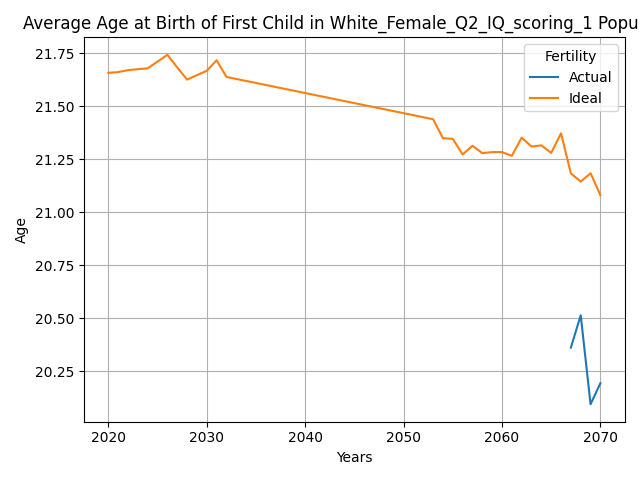 Average Age at Birth of First Child in White_Female_Q2_IQ_scoring_1 Popu
Fertility
Actual
Ideal
21.75
21.50
21.25
21.00
20.75
20.50
20.25
Age
2020 2030 2040 2050 2060 2070
Years